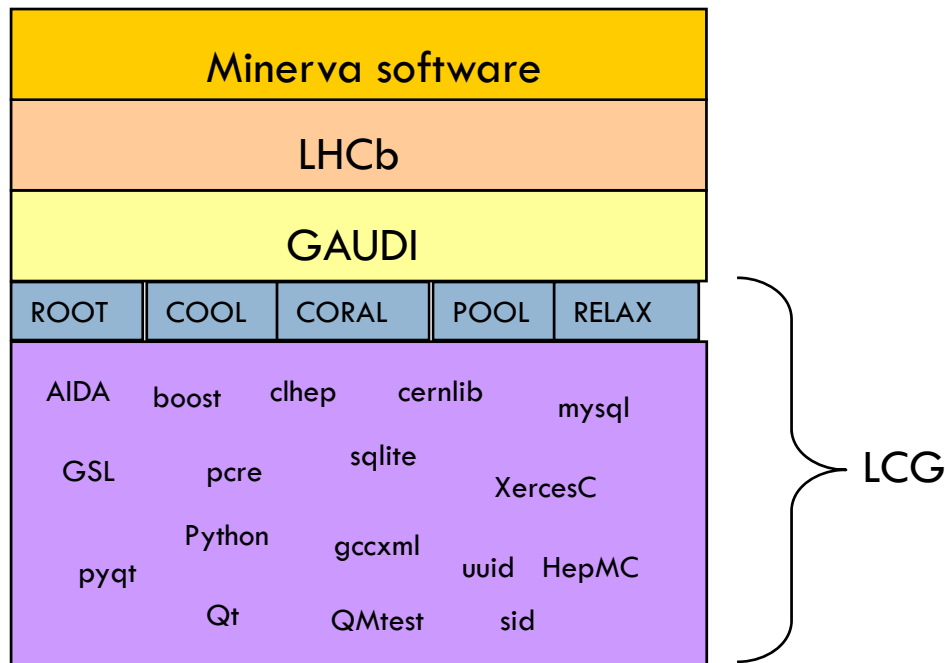 Minerva software
LHCb
GAUDI
ROOT COOL CORAL POOL RELAX
AIDA boost clhep cernlib mysql
GSL pcre sqlite XercesC
LCG
Python gccxml
pyqt uuid HepMC
Qt QMtest sid